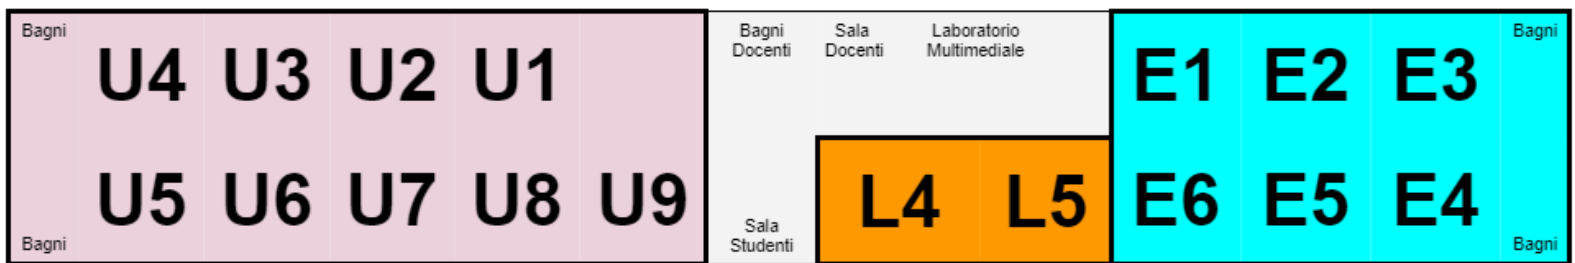 Bagni
U4 U3 U2 U1
Bagni
Docenti
Sala
Docenti
Laboratorio
Multimediale
E1 E2 E3
Bagni
U5 U6 U7 U8 U9
Bagni
Sala
Studenti
L4 L5
E6 E5 E4
Bagni